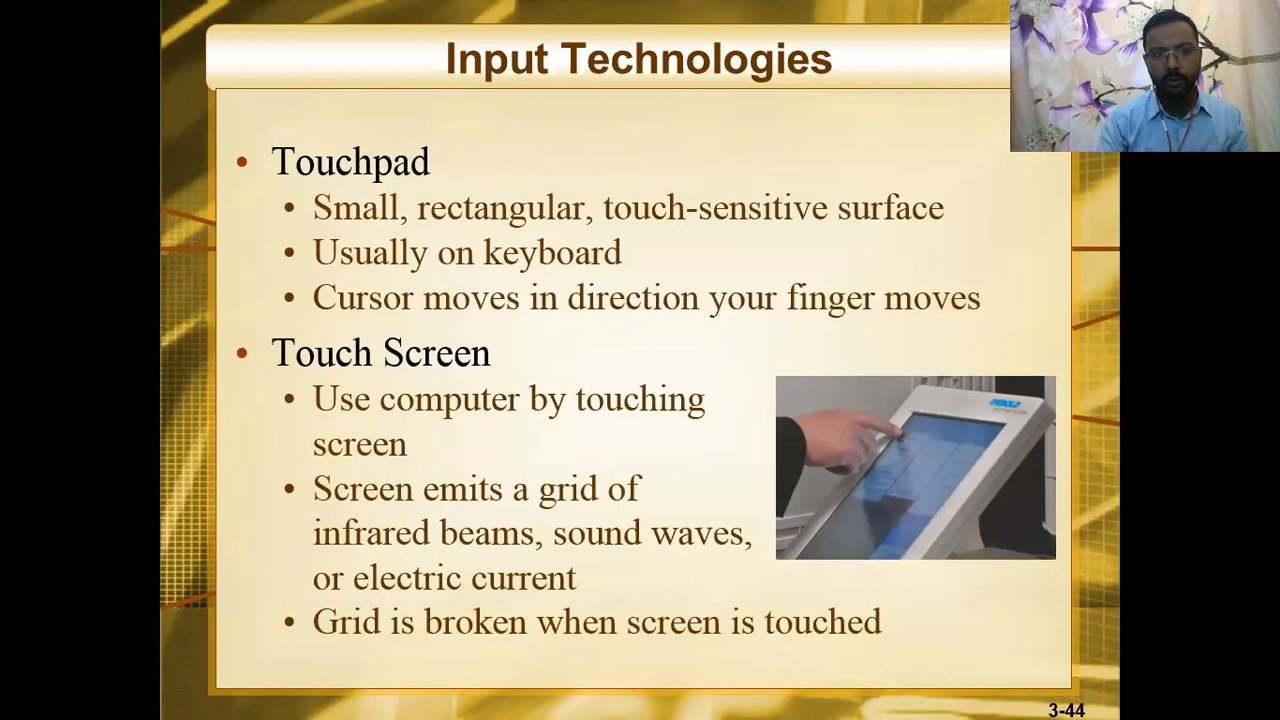 Input Technologies
• Touchpad
• Small, rectangular, touch-sensitive surface
• Usually on keyboard
• Cursor moves in direction your finger moves
• Touch Screen
• Use computer by touching
screen
• Screen emits a grid of
infrared beams, sound waves,
or electric current
• Grid is broken when screen is touched
3-44